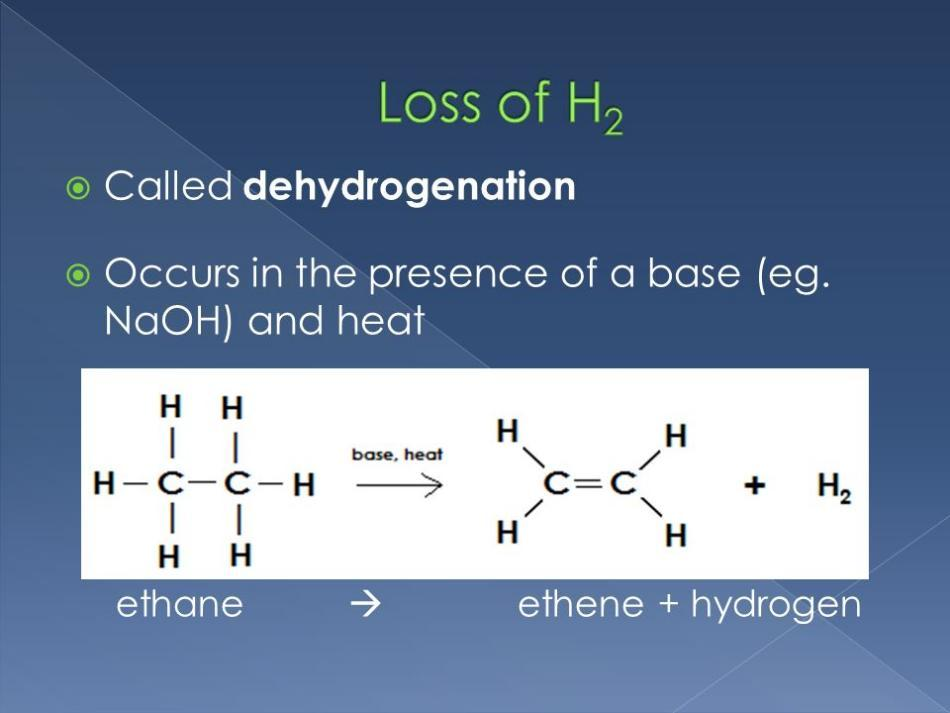 Loss of H₂
Called dehydrogenation
Occurs in the presence of a base (eg.
NaOH) and heat
H H
base, heat
H–C–C–H
H H
H H
C=C
H H
+ H₂
ethane → ethene + hydrogen